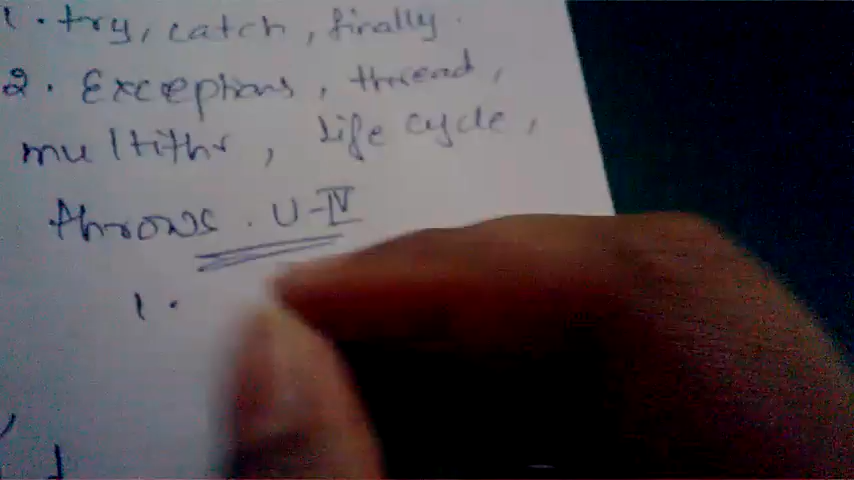 1. try, catch, finally.
2. Exceptions, thread,
multithr, life cycle,
throws. U-IV
1.